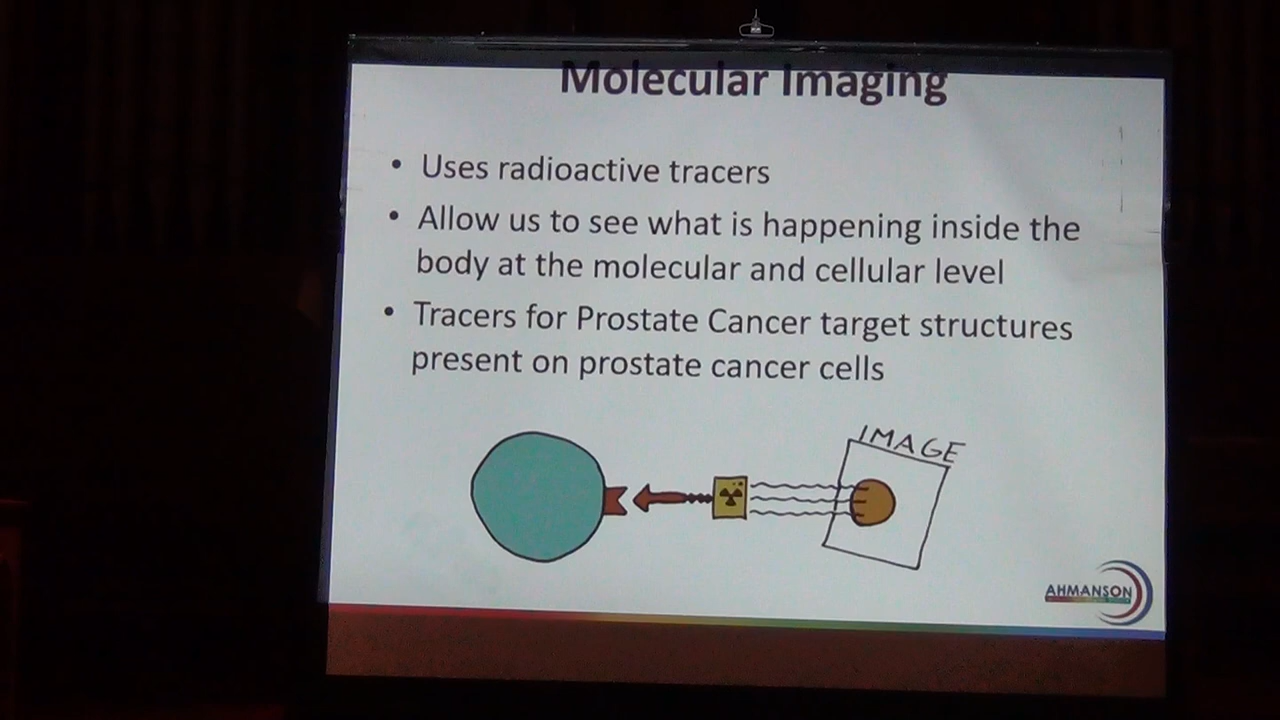 Molecular Imaging
• Uses radioactive tracers
• Allow us to see what is happening inside the
body at the molecular and cellular level
• Tracers for Prostate Cancer target structures
present on prostate cancer cells
IMAGE
AHMANSON